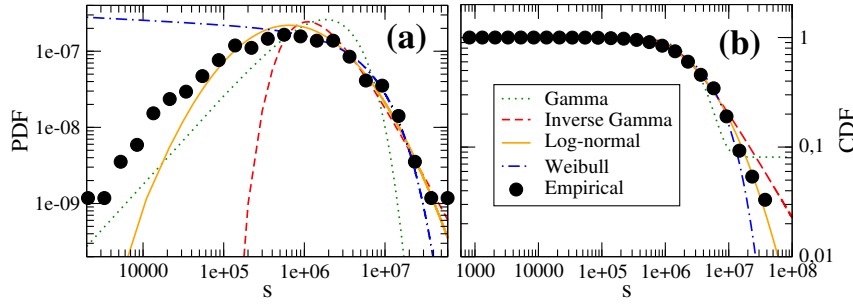 (a)
PDF
1e-07
1e-08
1e-09
10000
1e+05
1e+06
1e+07
s
(b)
Gamma
Inverse Gamma
Log-normal
Weibull
Empirical
1
0,1
0,01
CDF
1000
10000
1e+05
1e+06
1e+07
1e+08
s